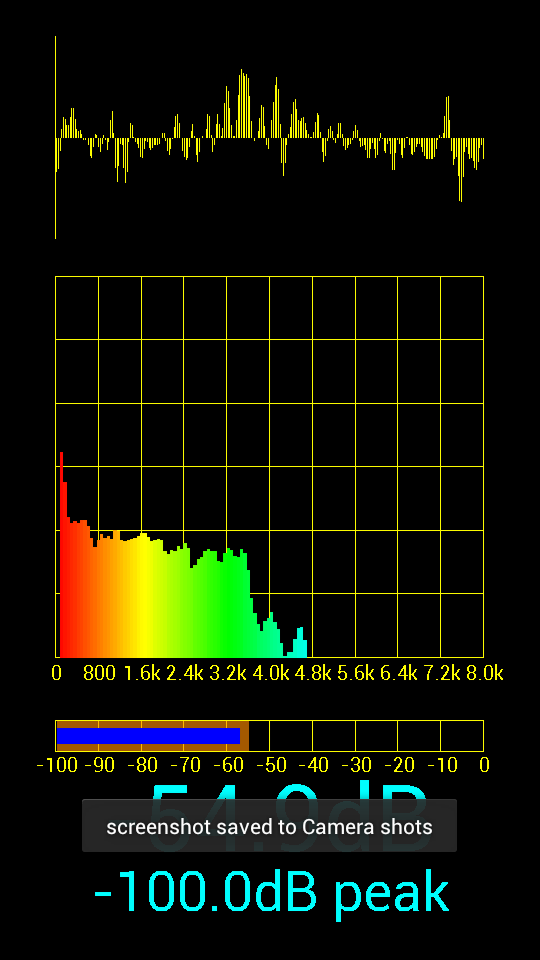 0 800 1.6k 2.4k 3.2k 4.0k 4.8k 5.6k 6.4k 7.2k 8.0k
-100 -90 -80 -70 -60 -50 -40 -30 -20 -10 0
54.9dB
screenshot saved to Camera shots
-100.0dB peak